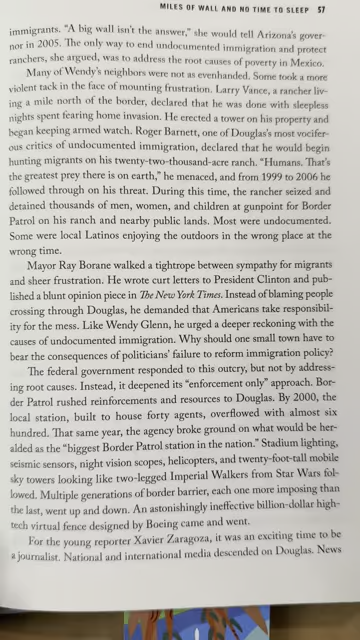 MILES OF WALL AND NO TIME TO SLEEP 57
immigrants. “A big wall isn’t the answer,” she would tell Arizona’s gover-
nor in 2005. The only way to end undocumented immigration and protect
ranchers, she argued, was to address the root causes of poverty in Mexico.
Many of Wendy’s neighbors were not as evenhanded. Some took a more
violent tack in the face of mounting frustration. Larry Vance, a rancher liv-
ing a mile north of the border, declared that he was done with sleepless
nights spent fearing home invasion. He erected a tower on his property and
began keeping armed watch. Roger Barnett, one of Douglas’s most vocifer-
ous critics of undocumented immigration, declared that he would begin
hunting migrants on his twenty-two-thousand-acre ranch. “Humans. That’s
the greatest prey there is on earth,” he menaced, and from 1999 to 2006 he
followed through on his threat. During this time, the rancher seized and
detained thousands of men, women, and children at gunpoint for Border
Patrol on his ranch and nearby public lands. Most were undocumented.
Some were local Latinos enjoying the outdoors in the wrong place at the
wrong time.
Mayor Ray Borane walked a tightrope between sympathy for migrants
and sheer frustration. He wrote curt letters to President Clinton and pub-
lished a blunt opinion piece in The New York Times. Instead of blaming people
crossing through Douglas, he demanded that Americans take responsibil-
ity for the mess. Like Wendy Glenn, he urged a deeper reckoning with the
causes of undocumented immigration. Why should one small town have to
bear the consequences of politicians’ failure to reform immigration policy?
The federal government responded to this outcry, but not by address-
ing root causes. Instead, it deepened its “enforcement only” approach. Bor-
der Patrol rushed reinforcements and resources to Douglas. By 2000, the
local station, built to house forty agents, overflowed with almost six
hundred. That same year, the agency broke ground on what would be her-
alded as the “biggest Border Patrol station in the nation.” Stadium lighting,
seismic sensors, night vision scopes, helicopters, and twenty-foot-tall mobile
sky towers looking like two-legged Imperial Walkers from Star Wars fol-
lowed. Multiple generations of border barrier, each one more imposing than
the last, went up and down. An astonishingly ineffective billion-dollar high-
tech virtual fence designed by Boeing came and went.
For the young reporter Xavier Zaragoza, it was an exciting time to be
a journalist. National and international media descended on Douglas. News